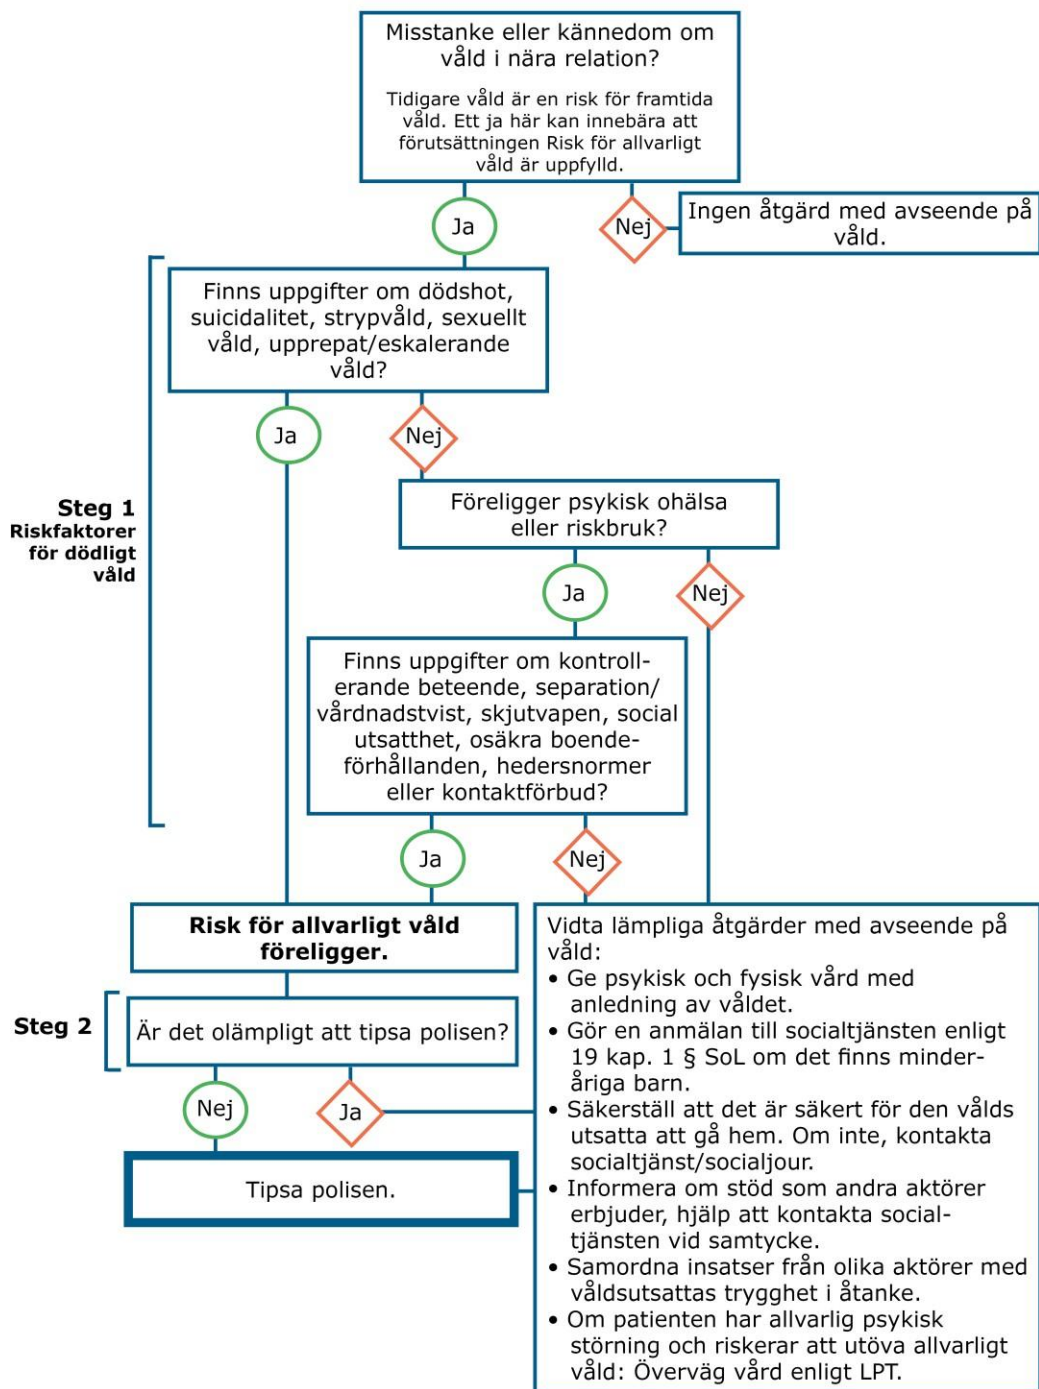 Misstanke eller kännedom om
våld i nära relation?
Tidigare våld är en risk för framtida
våld. Ett ja här kan innebära att
förutsättningen Risk för allvarligt
våld är uppfylld.
Ja
Nej
Ingen åtgärd med avseende på
våld.
Finns uppgifter om dödshot,
suicidalitet, strypvåld, sexuellt
våld, upprepat/eskalerande
våld?
Ja
Nej
Steg 1
Riskfaktorer
för dödligt
våld
Föreligger psykisk ohälsa
eller riskbruk?
Ja
Nej
Finns uppgifter om kontroll-
erande beteende, separation/
vårdnadstvist, skjutvapen, social
utsatthet, osäkra boende-
förhållanden, hedersnormer
eller kontaktförbud?
Ja
Nej
Risk för allvarligt våld
föreligger.
Steg 2
Är det olämpligt att tipsa polisen?
Nej
Ja
Tipsa polisen.
Vidta lämpliga åtgärder med avseende på
våld:
• Ge psykisk och fysisk vård med
anledning av våldet.
• Gör en anmälan till socialtjänsten enligt
19 kap. 1 § SoL om det finns minder-
åriga barn.
• Säkerställ att det är säkert för den vålds
utsatta att gå hem. Om inte, kontakta
socialtjänst/socialjour.
• Informera om stöd som andra aktörer
erbjuder, hjälp att kontakta social-
tjänsten vid samtycke.
• Samordna insatser från olika aktörer med
våldsutsattas trygghet i åtanke.
• Om patienten har allvarlig psykisk
störning och riskerar att utöva allvarligt
våld: Överväg vård enligt LPT.